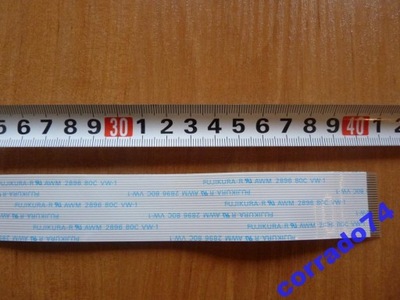 5 6 7 8 9 30 1 2 3 4 5 6 7 8 9 40 1 2
FUJIKURA-R AWM 2896 80C VW-1
FUJIKURA-R AWM 2896 80C VW-1
FUJIKURA-R AWM 2896 80C VW-1 FUJIKURA-R AWM 2896 80C VW-1
FUJIKURA-R AWM 2896 80C VW-1
corrado74